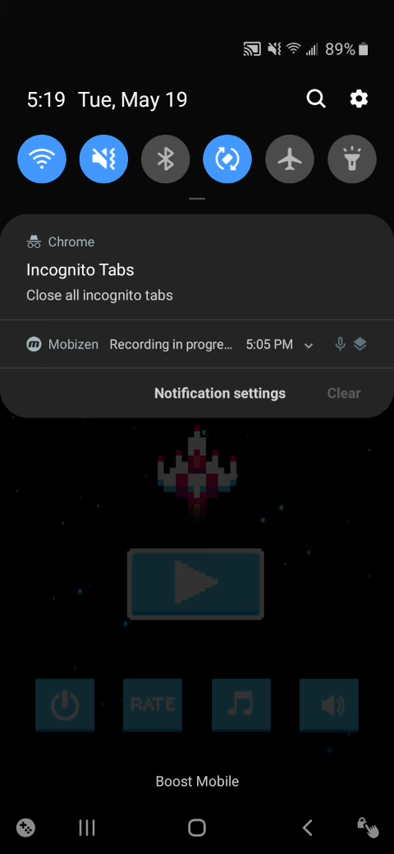 89%
5:19 Tue, May 19
Chrome
Incognito Tabs
Close all incognito tabs
Mobizen Recording in progre... 5:05 PM
Notification settings Clear
RATE
Boost Mobile